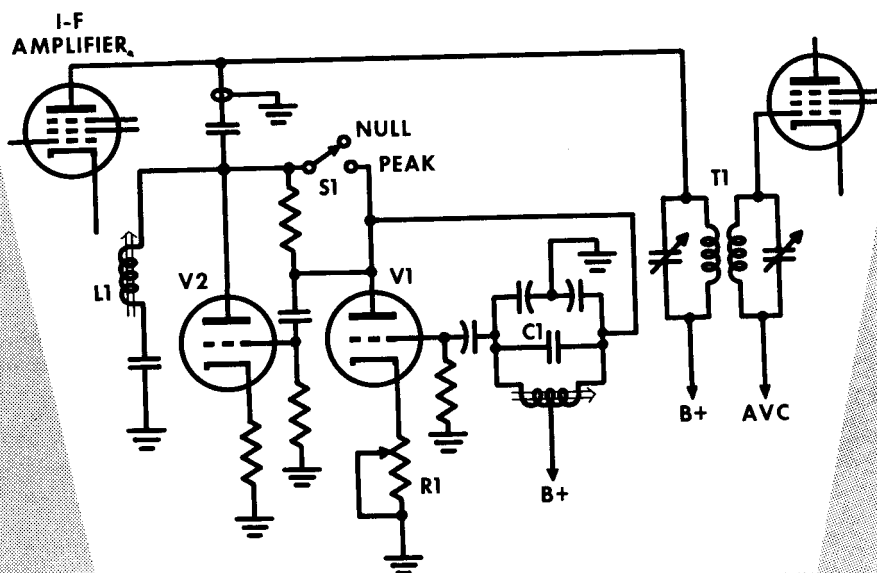 I-F
AMPLIFIER
NULL
PEAK
S1
T1
L1
V2
V1
C1
R1
B+
B+
AVC